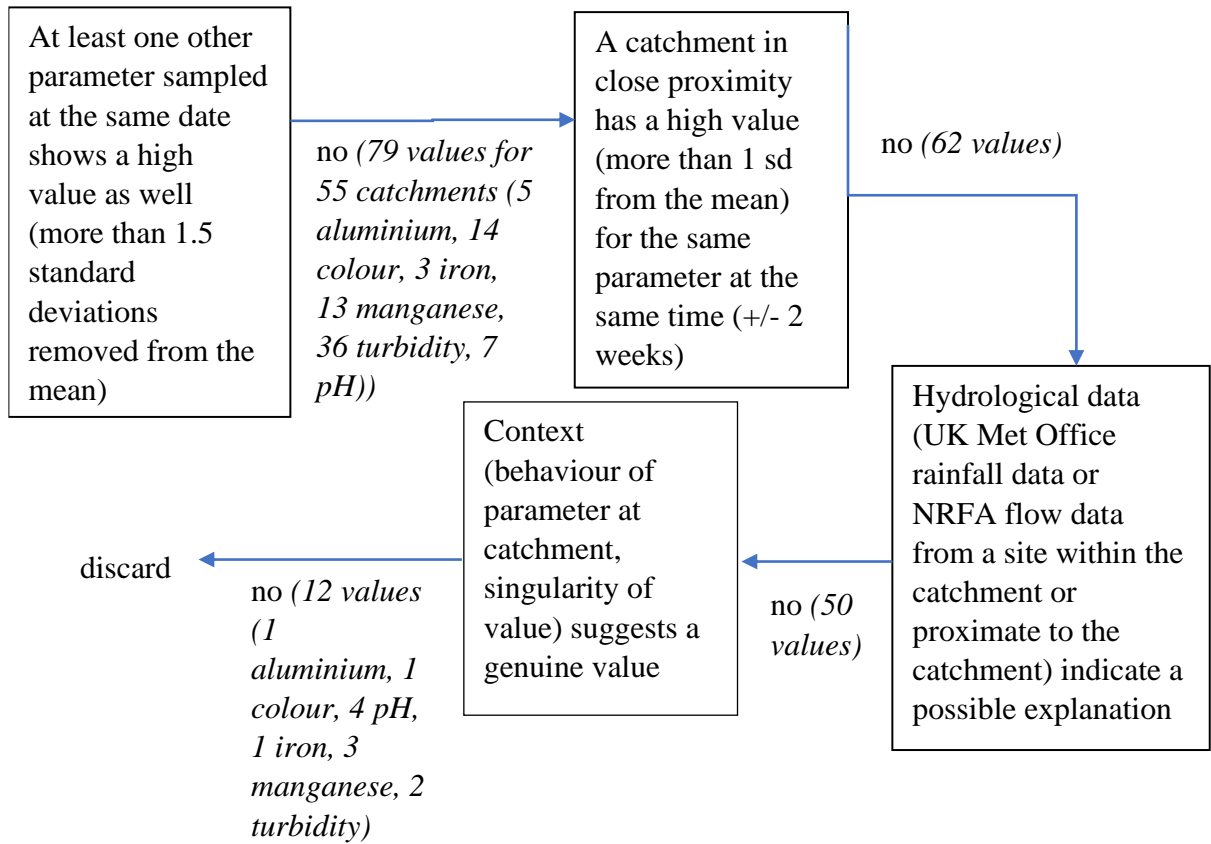 At least one other
parameter sampled
at the same date
shows a high
value as well
(more than 1.5
standard
deviations
removed from the
mean)
no (79 values for
55 catchments (5
aluminium, 14
colour, 3 iron,
13 manganese,
36 turbidity, 7
pH))
A catchment in
close proximity
has a high value
(more than 1 sd
from the mean)
for the same
parameter at the
same time (+/- 2
weeks)
no (62 values)
Hydrological data
(UK Met Office
rainfall data or
NRFA flow data
from a site within the
catchment or
proximate to the
catchment) indicate a
possible explanation
no (50
values)
Context
(behaviour of
parameter at
catchment,
singularity of
value) suggests a
genuine value
no (12 values
(1
aluminium, 1
colour, 4 pH,
1 iron, 3
manganese, 2
turbidity)
discard